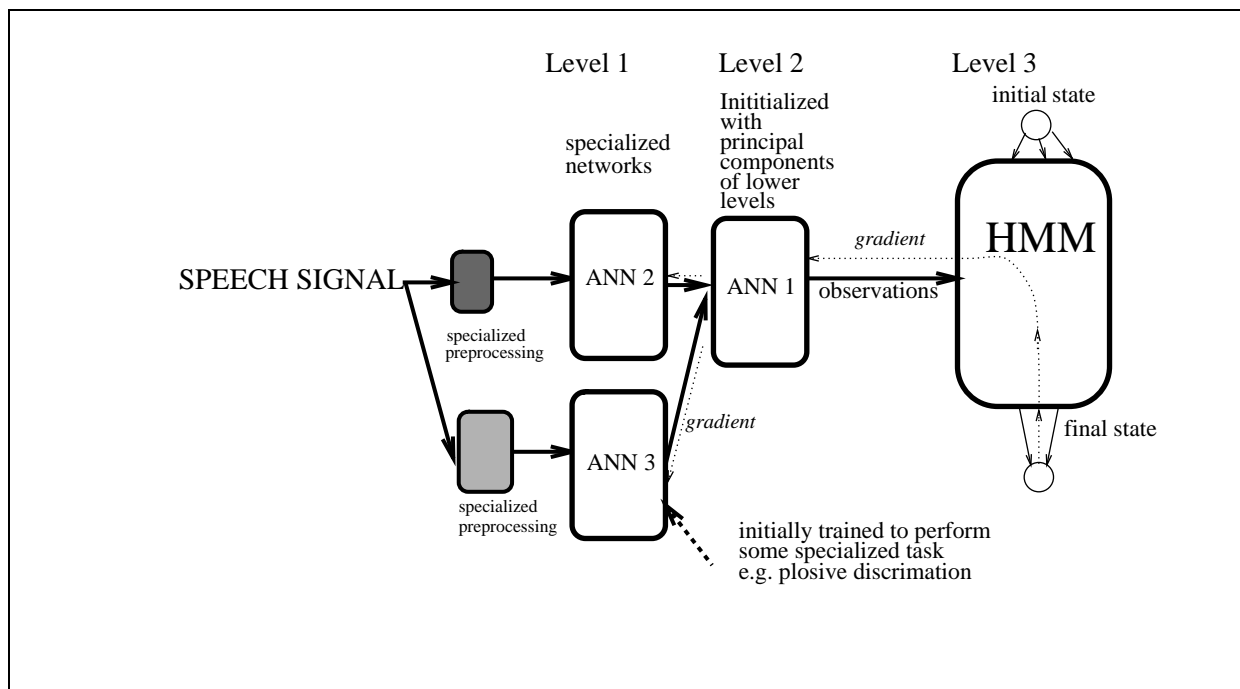 Level 1
Level 2
Level 3
Inititialized
with
principal
components
of lower
levels
initial state
specialized
networks
HMM
gradient
SPEECH SIGNAL
ANN 2
ANN 1
observations
specialized
preprocessing
gradient
final state
ANN 3
specialized
preprocessing
initially trained to perform
some specialized task
e.g. plosive discrimation